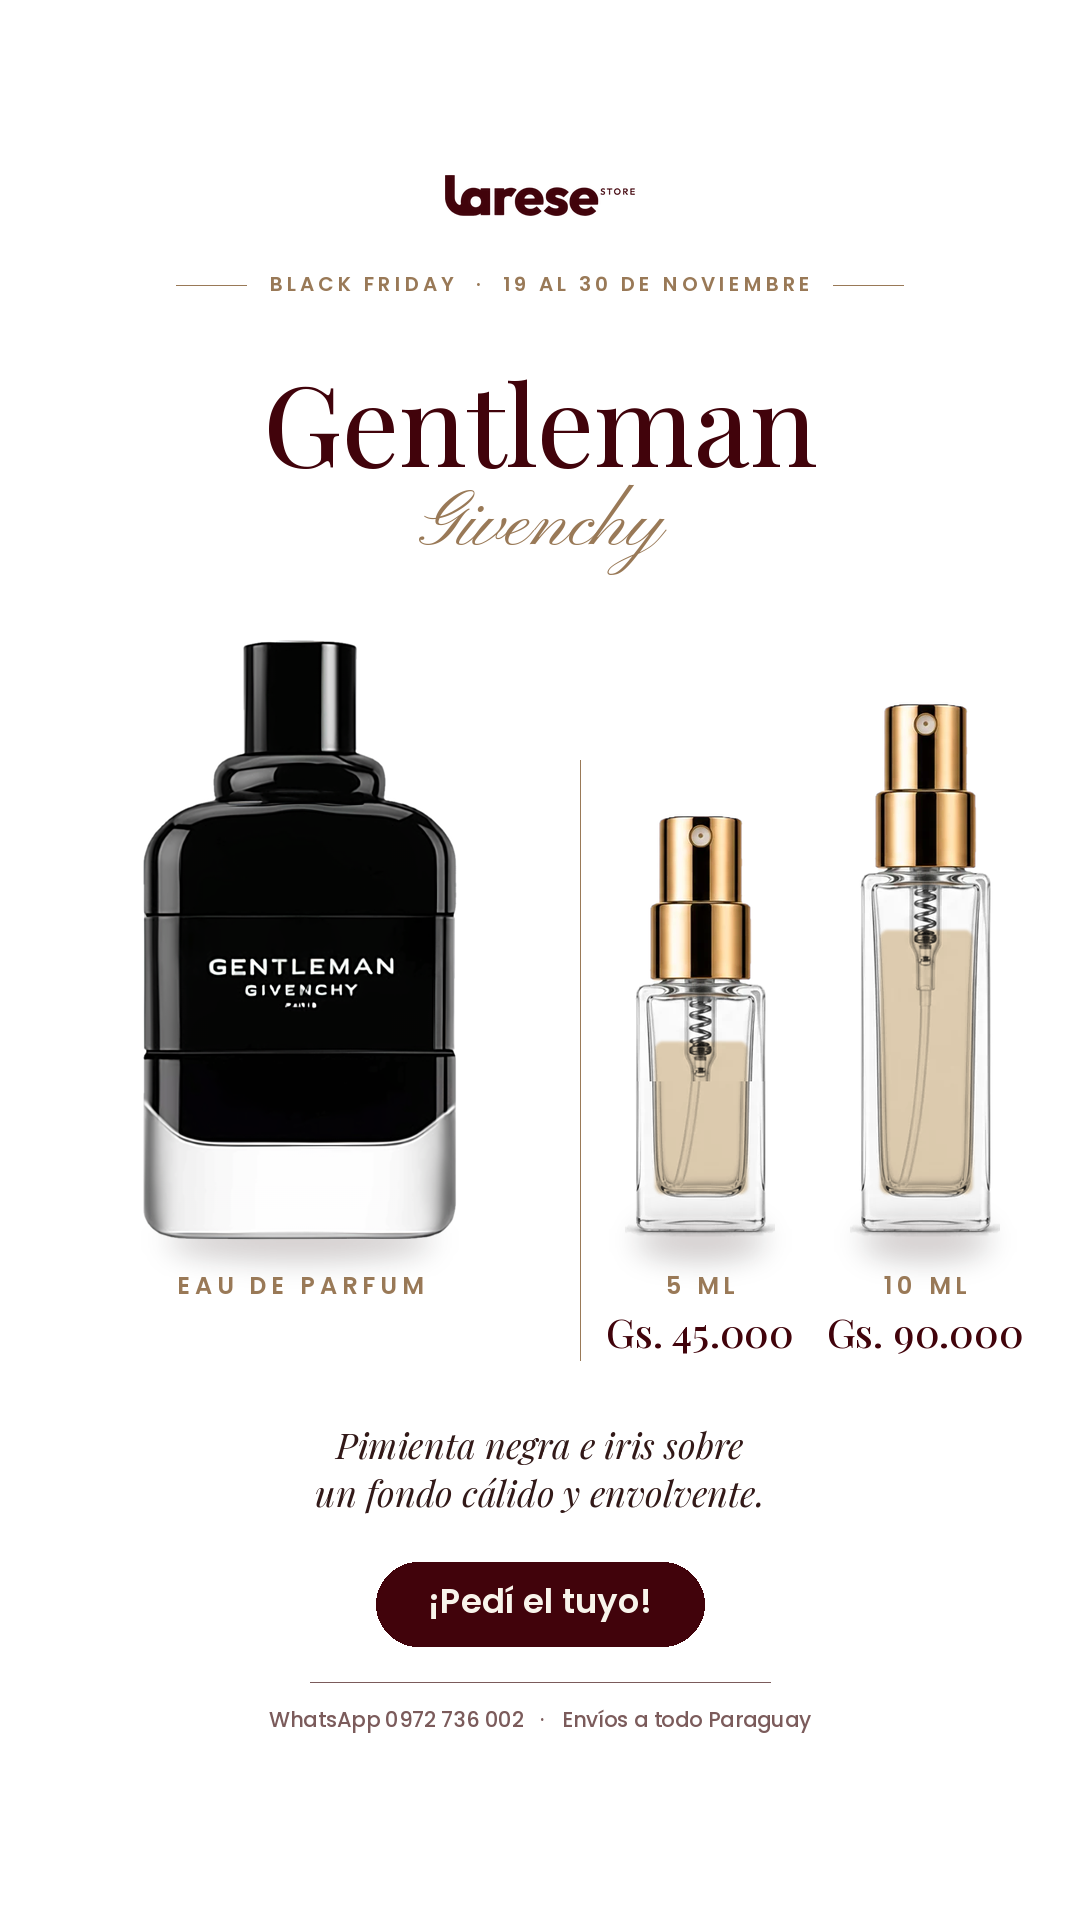 Larese STORE
BLACK FRIDAY · 19 AL 30 DE NOVIEMBRE
Gentleman
Givenchy
GENTLEMAN
GIVENCHY
PARIS
EAU DE PARFUM
5 ML
Gs. 45.000
10 ML
Gs. 90.000
Pimienta negra e iris sobre
un fondo cálido y envolvente.
¡Pedí el tuyo!
WhatsApp 0972 736 002 · Envíos a todo Paraguay